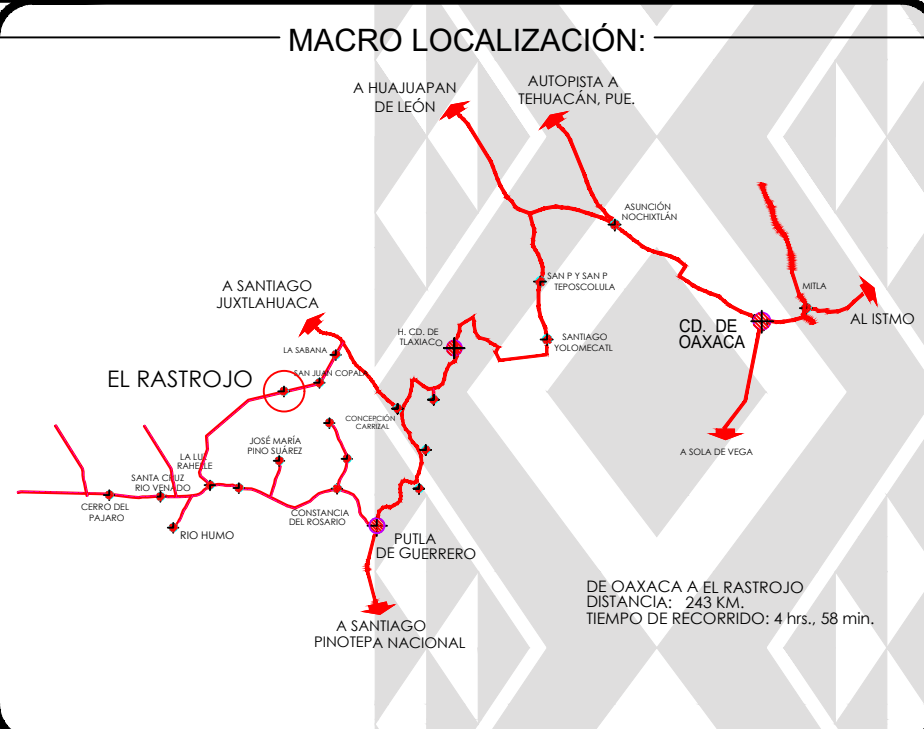 MACRO LOCALIZACIÓN:
A HUAJUAPAN
DE LEÓN
AUTOPISTA A
TEHUACÁN, PUE.
ASUNCIÓN
NOCHIXTLÁN
SAN P Y SAN P
TEPOSCOLULA
MITLA
A SANTIAGO
JUXTLAHUACA
H. CD. DE
TLAXIACO
SANTIAGO
YOLOMECATL
CD. DE
OAXACA
AL ISTMO
LA SABANA
SAN JUAN COPALA
EL RASTROJO
CONCEPCIÓN
CARRIZAL
JOSÉ MARÍA
PINO SUÁREZ
A SOLA DE VEGA
LA LUZ
SANTA CRUZ
RIO VENADO
CERRO DEL
PAJARO
RIO HUMO
CONSTANCIA
DEL ROSARIO
PUTLA
DE GUERRERO
A SANTIAGO
PINOTEPA NACIONAL
DE OAXACA A EL RASTROJO
DISTANCIA: 243 KM.
TIEMPO DE RECORRIDO: 4 hrs., 58 min.